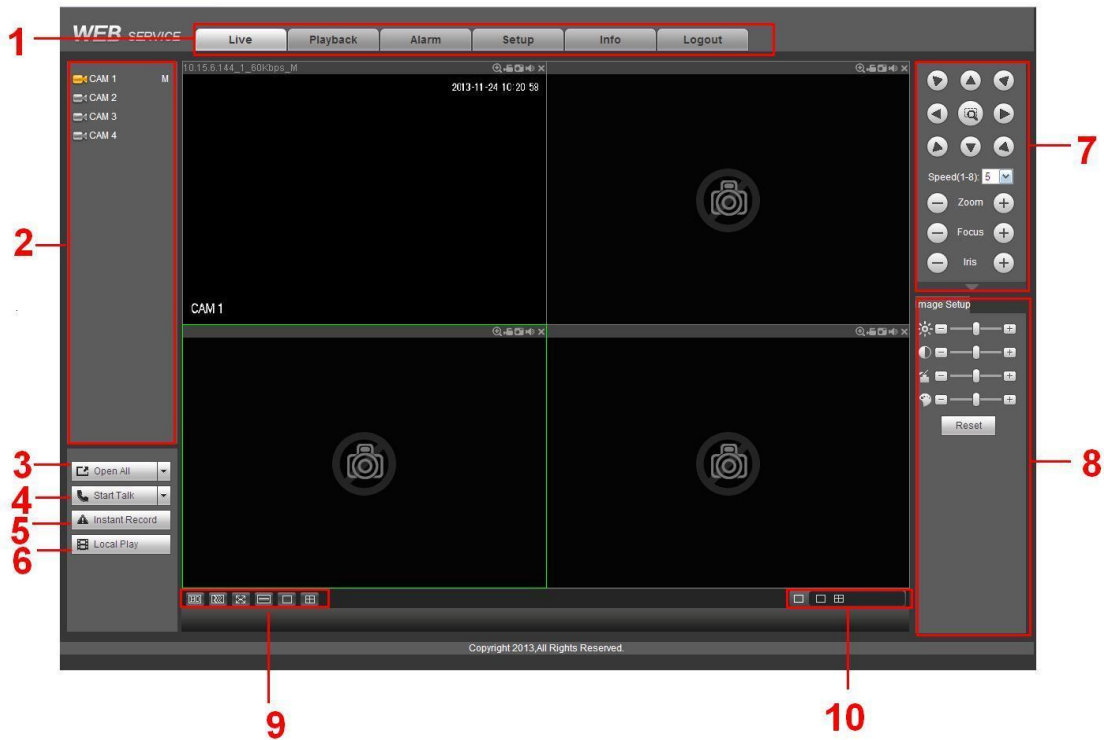 WEB SERVICE
Live
Playback
Alarm
Setup
Info
Logout
1
CAM 1 M
CAM 2
CAM 3
CAM 4
2
10.15.6.144_1_60Kbps_M
2013-11-24 10:20 58
CAM 1
Speed(1-8): 5
Zoom
Focus
Iris
7
mage Setup
Reset
8
3
Open All
4
Start Talk
5
Instant Record
6
Local Play
9
10
Copyright 2013,All Rights Reserved.